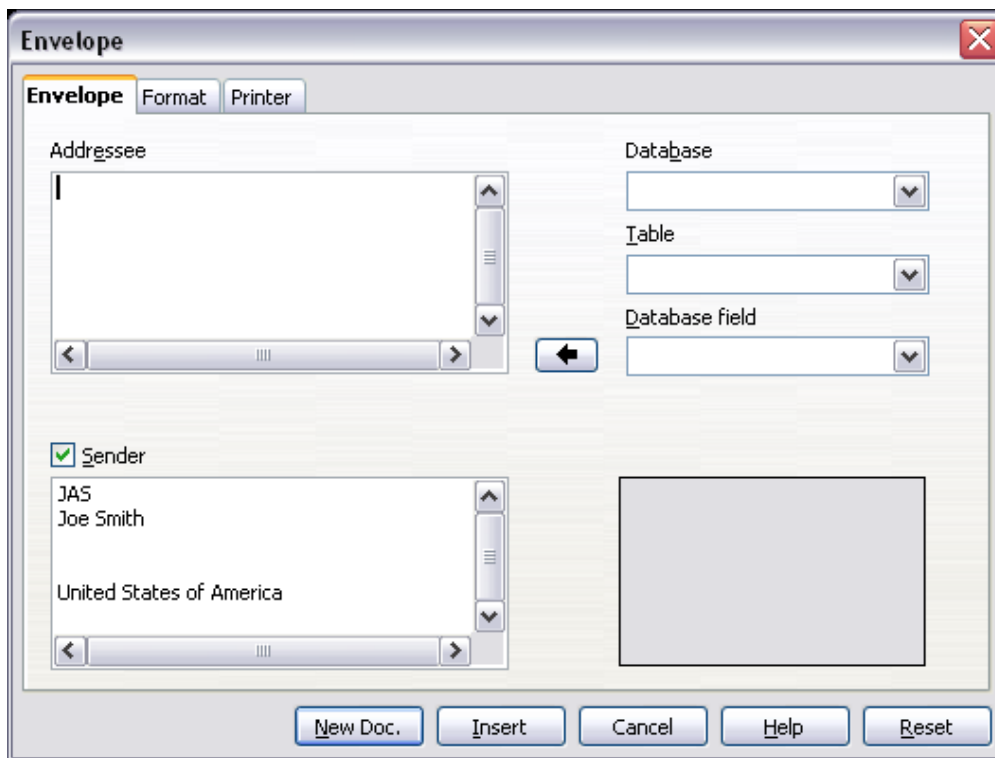 Envelope
Envelope Format Printer
Addressee
Database
Table
Database field
Sender
JAS
Joe Smith
United States of America
New Doc. Insert Cancel Help Reset